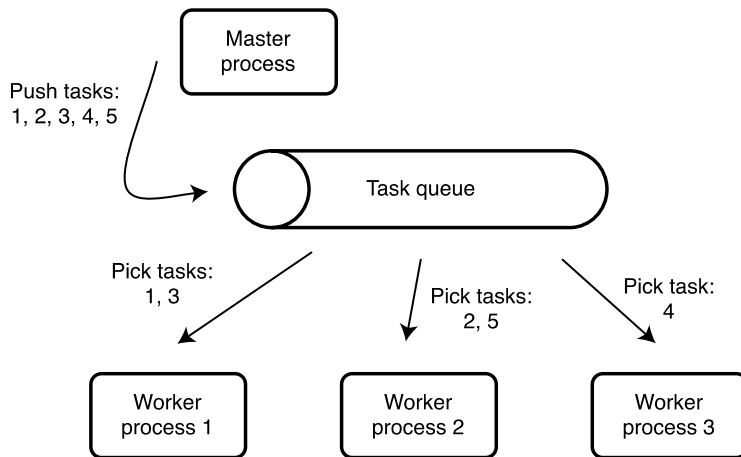 Master
process
Push tasks:
1, 2, 3, 4, 5
Task queue
Pick tasks:
1, 3
Pick tasks:
2, 5
Pick task:
4
Worker
process 1
Worker
process 2
Worker
process 3